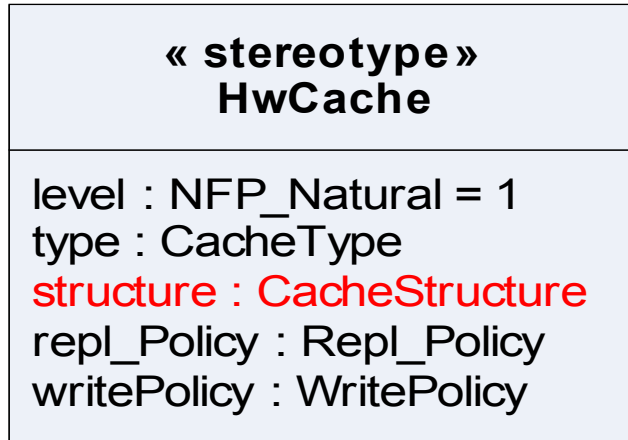 « stereotype»
HwCache
level : NFP_Natural = 1
type : CacheType
structure : CacheStructure
repl_Policy : Repl_Policy
writePolicy : WritePolicy